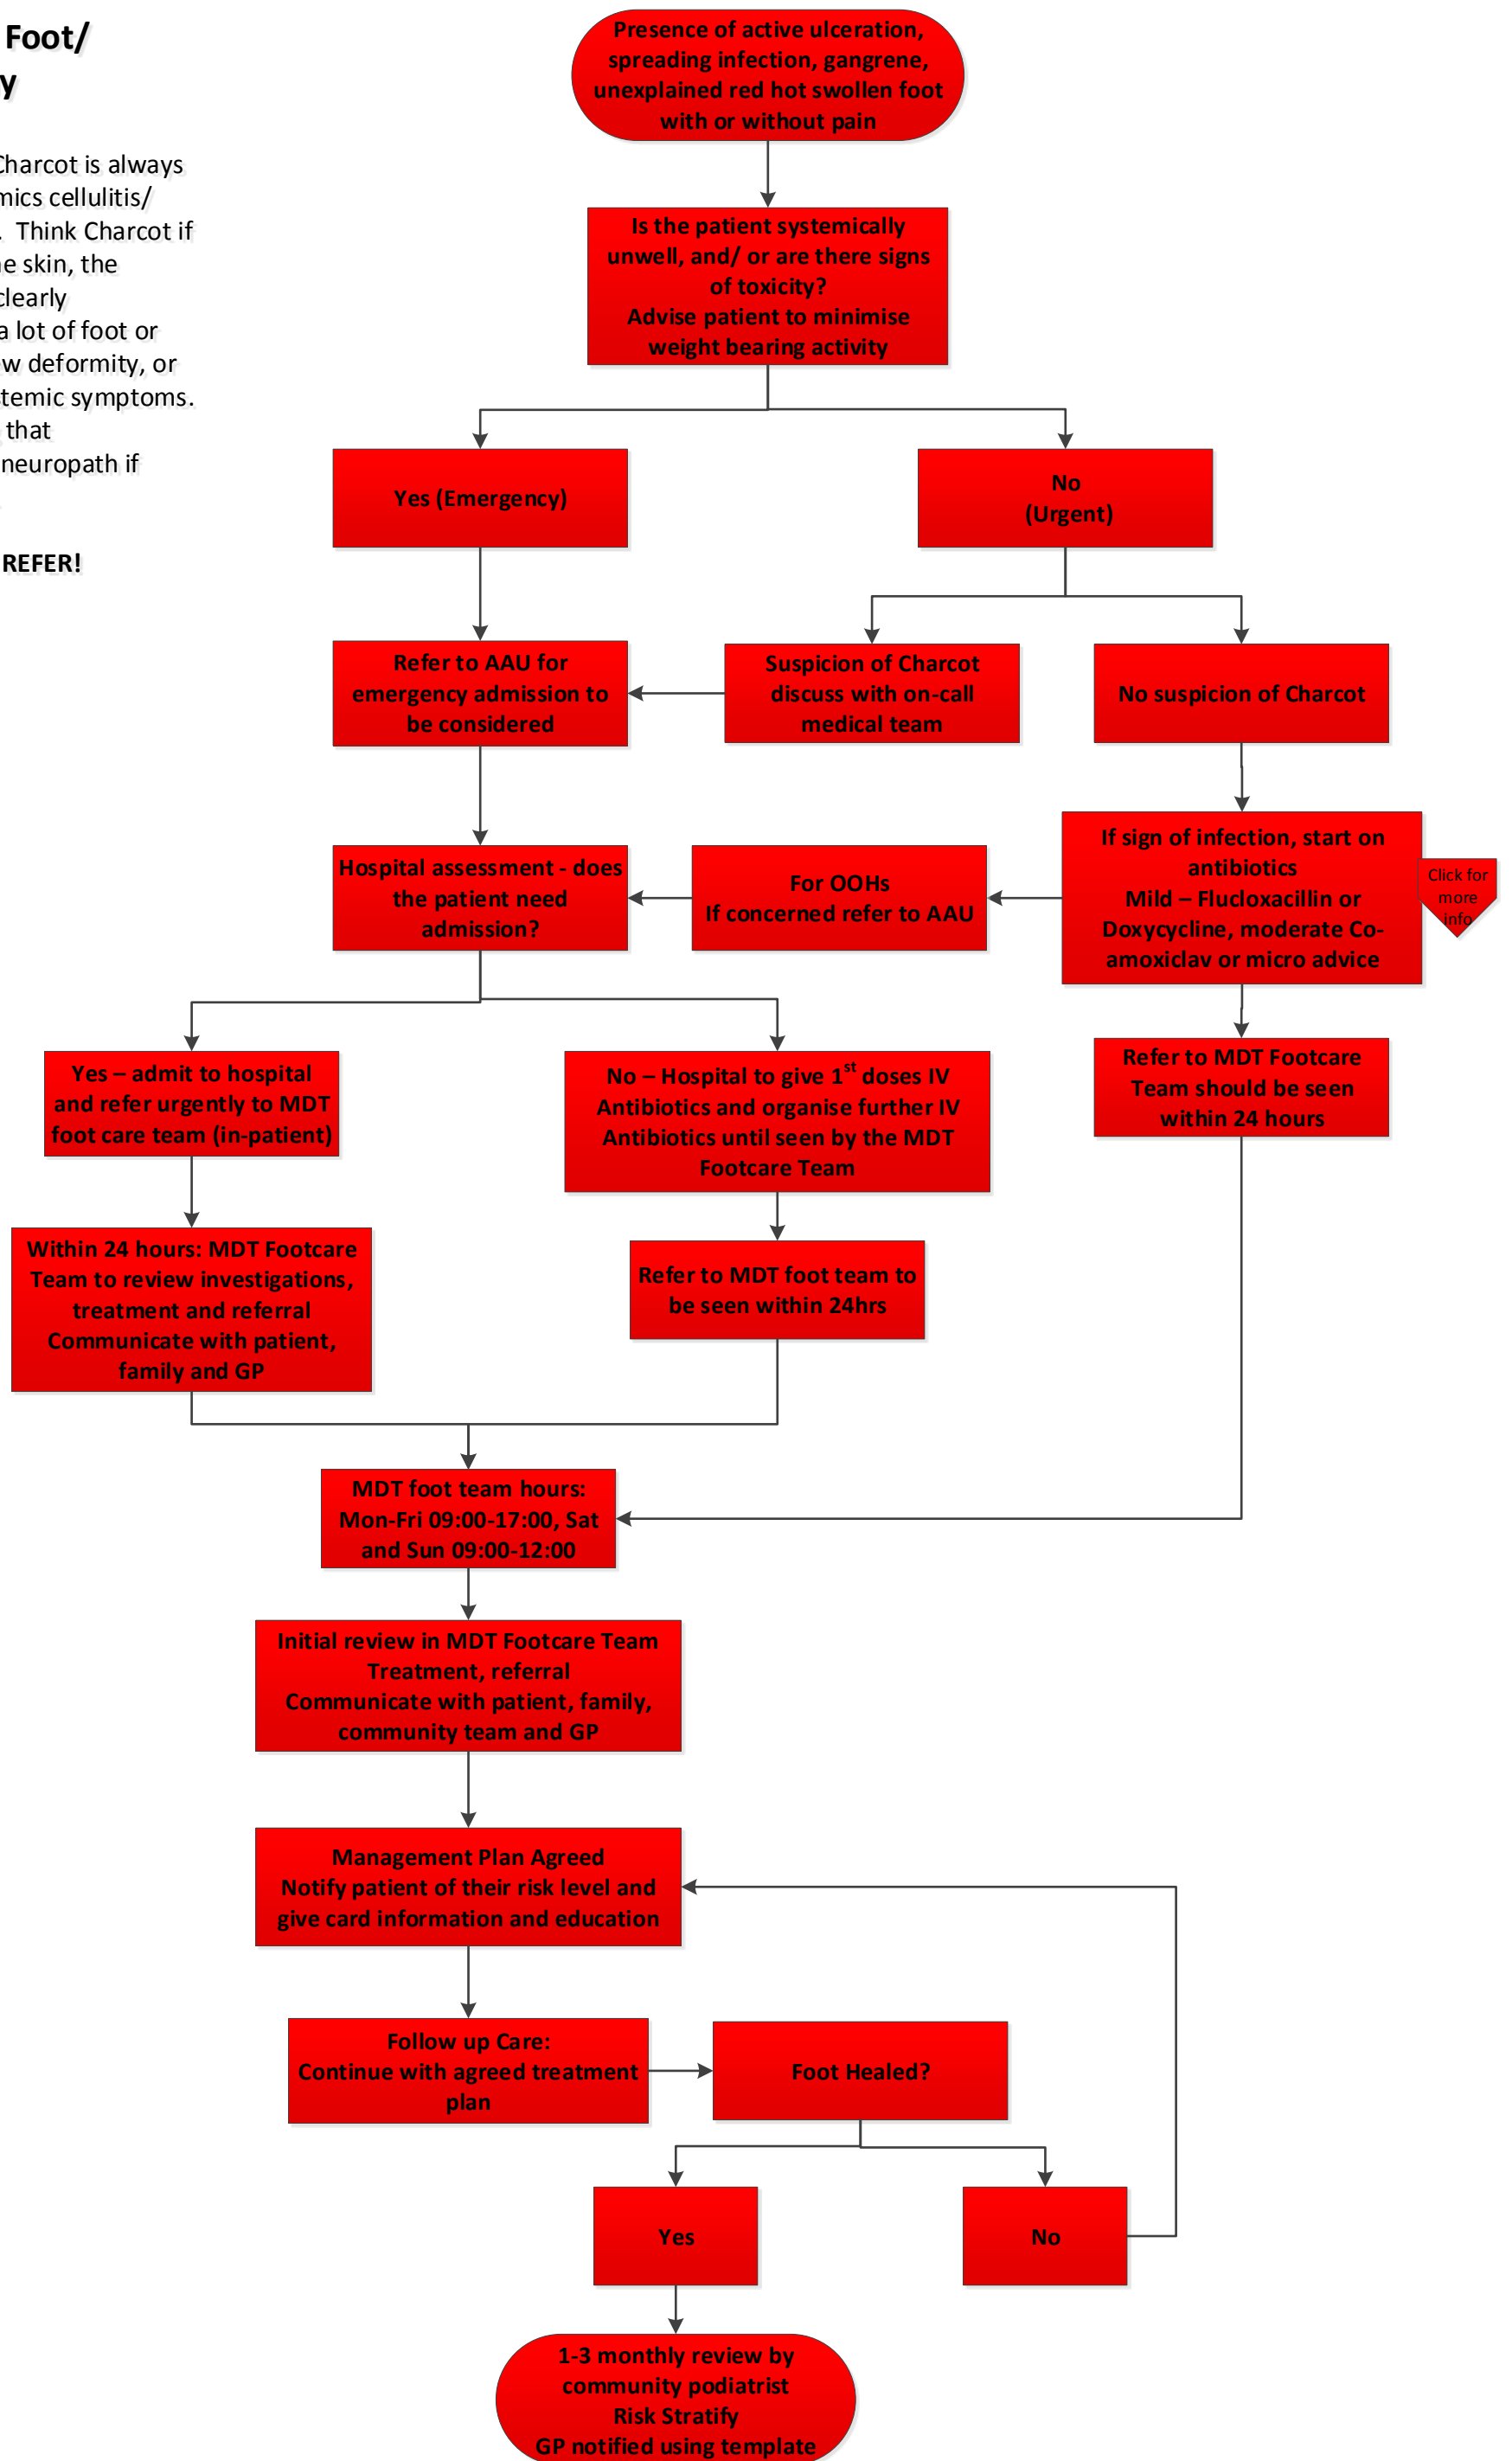 Foot/
y
Charcot is always
mics cellulitis/
. Think Charcot if
ne skin, the
clearly
a lot of foot or
w deformity, or
stemic symptoms.
that
neuropath if
REFER!
Presence of active ulceration,
spreading infection, gangrene,
unexplained red hot swollen foot
with or without pain
Is the patient systemically
unwell, and/ or are there signs
of toxicity?
Advise patient to minimise
weight bearing activity
Yes (Emergency)
No
(Urgent)
Refer to AAU for
emergency admission to
be considered
Suspicion of Charcot
discuss with on-call
medical team
No suspicion of Charcot
Hospital assessment - does
the patient need
admission?
For OOHs
If concerned refer to AAU
If sign of infection, start on
antibiotics
Mild – Flucloxacillin or
Doxycycline, moderate Co-
amoxiclav or micro advice
Click for
more
info
Yes – admit to hospital
and refer urgently to MDT
foot care team (in-patient)
No – Hospital to give 1st doses IV
Antibiotics and organise further IV
Antibiotics until seen by the MDT
Footcare Team
Refer to MDT Footcare
Team should be seen
within 24 hours
Within 24 hours: MDT Footcare
Team to review investigations,
treatment and referral
Communicate with patient,
family and GP
Refer to MDT foot team to
be seen within 24hrs
MDT foot team hours:
Mon-Fri 09:00-17:00, Sat
and Sun 09:00-12:00
Initial review in MDT Footcare Team
Treatment, referral
Communicate with patient, family,
community team and GP
Management Plan Agreed
Notify patient of their risk level and
give card information and education
Follow up Care:
Continue with agreed treatment
plan
Foot Healed?
Yes
No
1-3 monthly review by
community podiatrist
Risk Stratify
GP notified using template